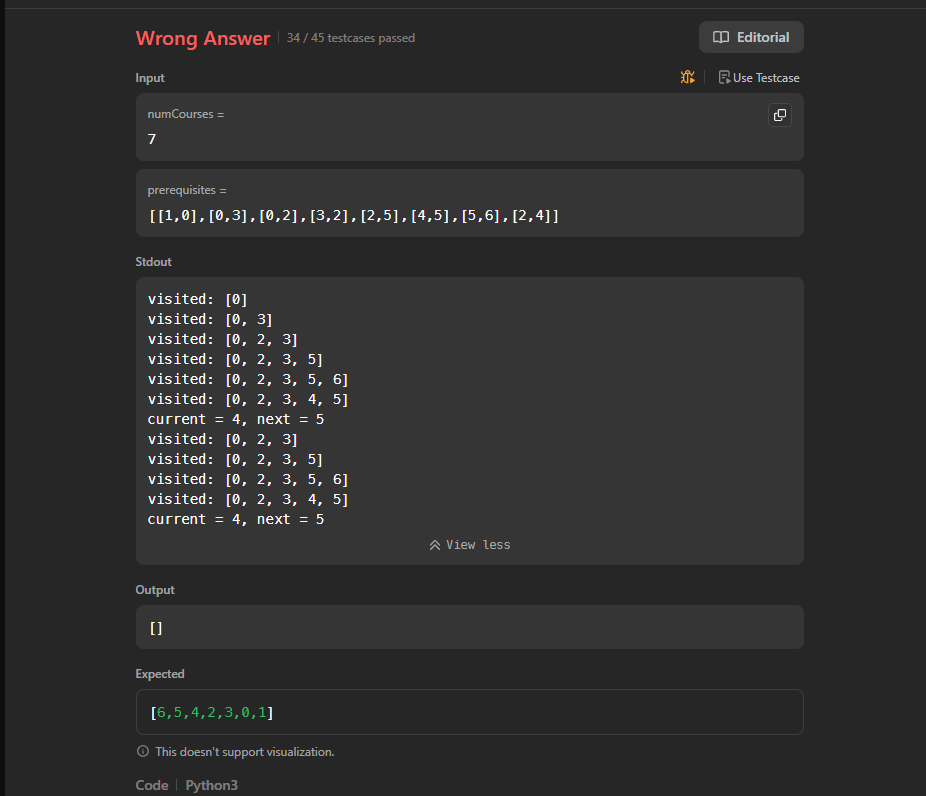 Wrong Answer 34 / 45 testcases passed Editorial
Input Use Testcase
numCourses =
7
prerequisites =
[[1,0],[0,3],[0,2],[3,2],[2,5],[4,5],[5,6],[2,4]]
Stdout
visited: [0]
visited: [0, 3]
visited: [0, 2, 3]
visited: [0, 2, 3, 5]
visited: [0, 2, 3, 5, 6]
visited: [0, 2, 3, 4, 5]
current = 4, next = 5
visited: [0, 2, 3]
visited: [0, 2, 3, 5]
visited: [0, 2, 3, 5, 6]
visited: [0, 2, 3, 4, 5]
current = 4, next = 5
View less
Output
[]
Expected
[6,5,4,2,3,0,1]
This doesn't support visualization.
Code | Python3